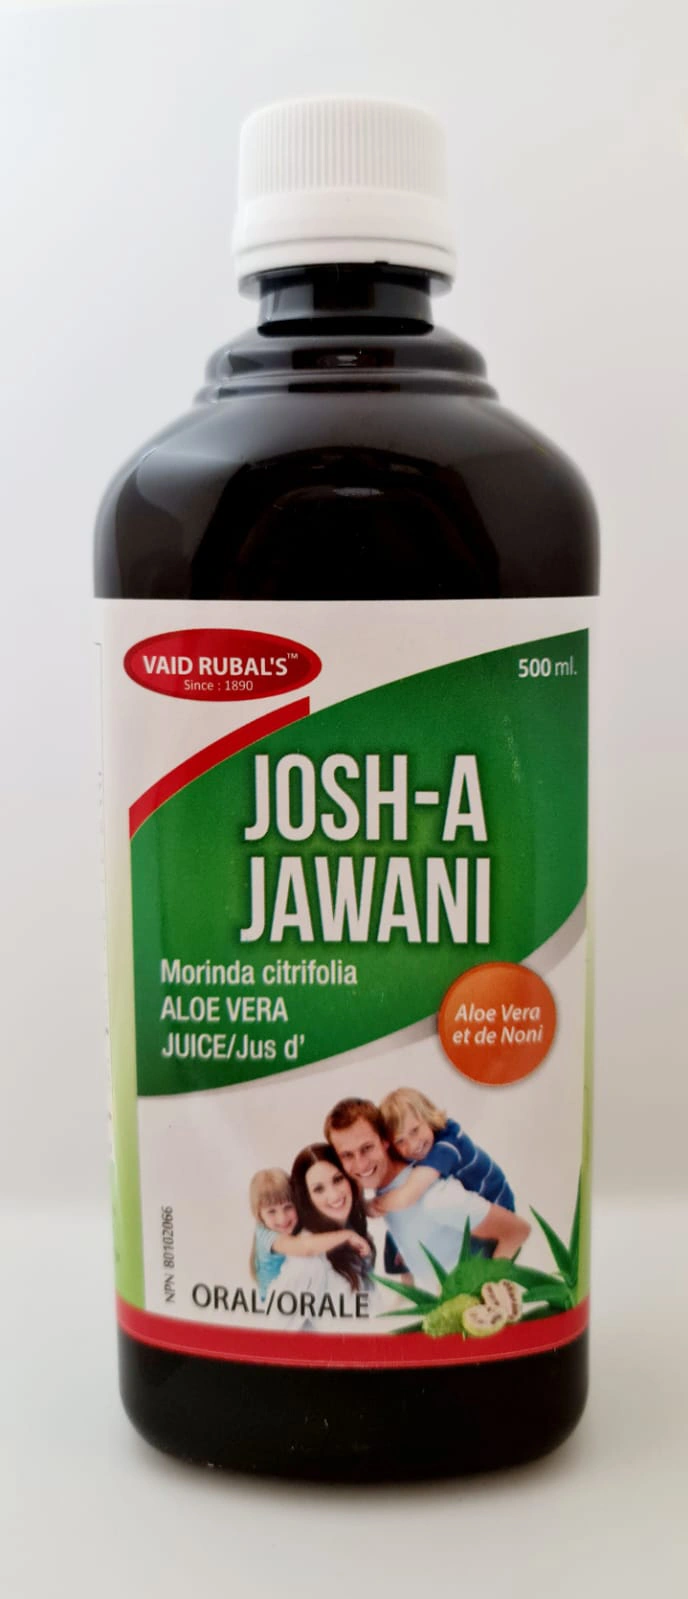 VAID RUBAL'S™
Since : 1890
500 ml.
JOSH-A
JAWANI
Morinda citrifolia
ALOE VERA
JUICE/Jus d'
Aloe Vera
et de Noni
NPN: 80102066
ORAL/ORALE